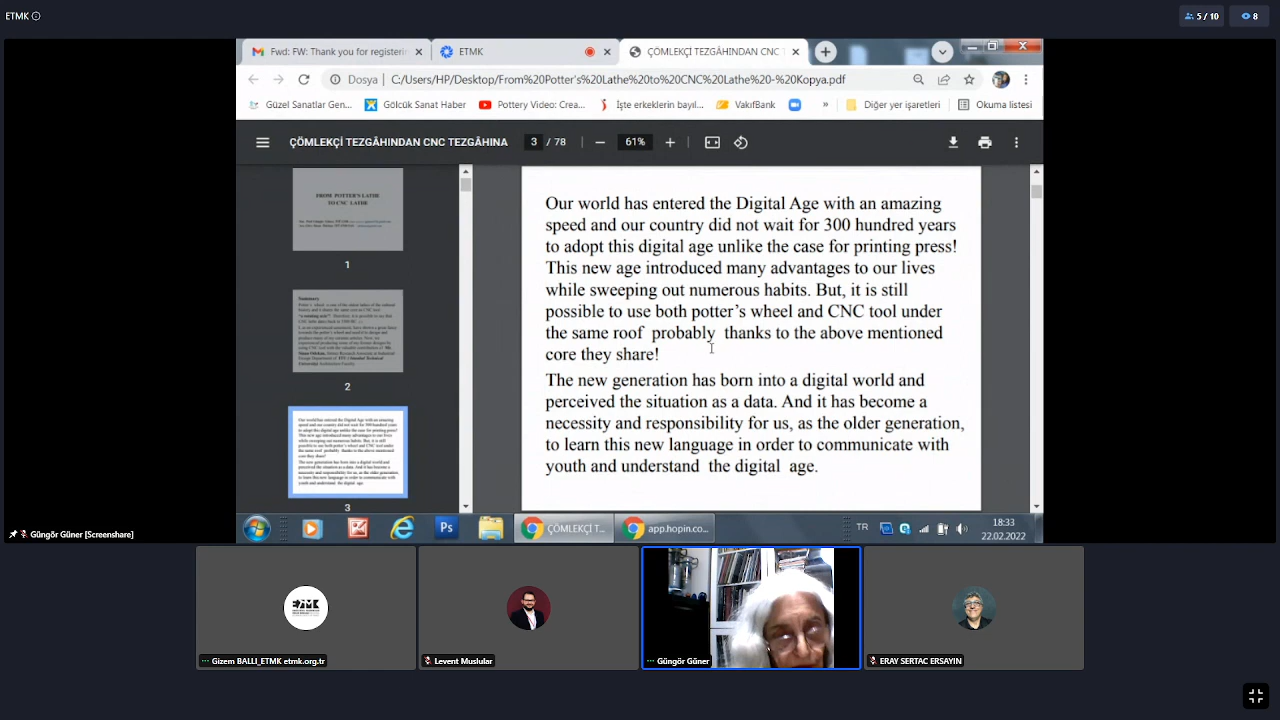 ETMK
5 / 10
8
Fwd: FW: Thank you for registerin
ETMK
ÇÖMLEKÇİ TEZGÂHINDAN CNC T
Dosya
C:/Users/HP/Desktop/From%20Potter's%20Lathe%20to%20CNC%20Lathe%20-%20Kopya.pdf
Güzel Sanatlar Gen...
Gölcük Sanat Haber
Pottery Video: Crea...
İşte erkeklerin bayıl...
VakıfBank
»
Diğer yer işaretleri
Okuma listesi
ÇÖMLEKÇİ TEZGÂHINDAN CNC TEZGÂHINA
3 / 78
61%
FROM POTTER'S LATHE
TO CNC LATHE
1
Summary
2
3
Our world has entered the Digital Age with an amazing
speed and our country did not wait for 300 hundred years
to adopt this digital age unlike the case for printing press!
This new age introduced many advantages to our lives
while sweeping out numerous habits. But, it is still
possible to use both potter's wheel and CNC tool under
the same roof probably thanks to the above mentioned
core they share!
The new generation has born into a digital world and
perceived the situation as a data. And it has become a
necessity and responsibility for us, as the older generation,
to learn this new language in order to communicate with
youth and understand the digital age.
Ps
ÇÖMLEKÇİ T...
app.hopin.co...
TR
18:33
22.02.2022
Güngör Güner [Screenshare]
ETMK
Gizem BALLI_ETMK etmk.org.tr
Levent Muslular
Güngör Güner
ERAY SERTAC ERSAYIN